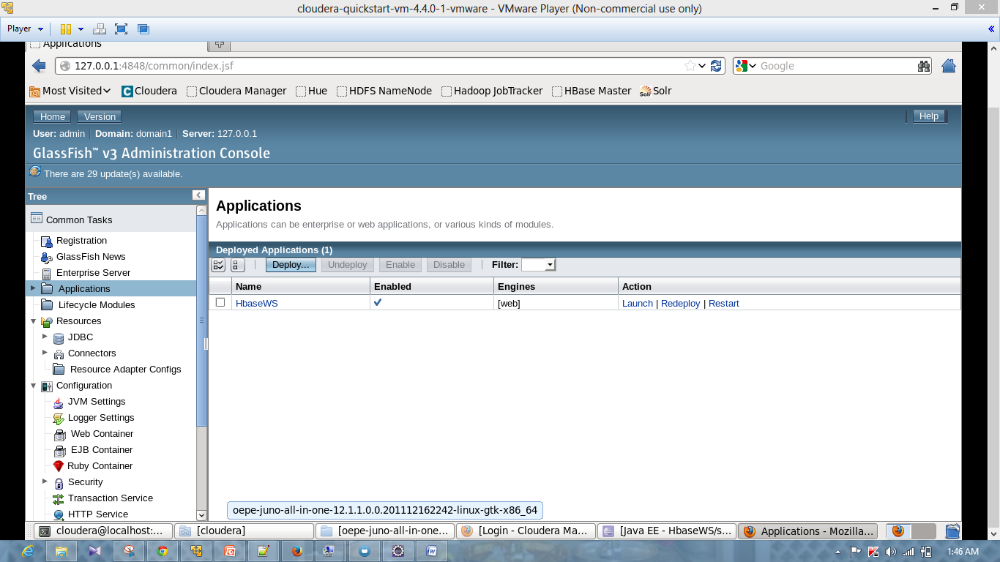 cloudera-quickstart-vm-4.4.0-1-vmware - VMware Player (Non-commercial use only)
Player
Applications
127.0.0.1:4848/common/index.jsf
Google
Most Visited Cloudera Cloudera Manager Hue HDFS NameNode Hadoop JobTracker HBase Master Solr Solr
Home Version Help
User: admin Domain: domain1 Server: 127.0.0.1
GlassFish™ v3 Administration Console
There are 29 update(s) available.
Tree
Common Tasks
Registration
GlassFish News
Enterprise Server
Applications
Lifecycle Modules
Resources
JDBC
Connectors
Resource Adapter Configs
Configuration
JVM Settings
Logger Settings
Web Container
EJB Container
Ruby Container
Security
Transaction Service
HTTP Service
Applications
Applications can be enterprise or web applications, or various kinds of modules.
Deployed Applications (1)
Deploy... Undeploy Enable Disable Filter:
Name Enabled Engines Action
HbaseWS [web] Launch | Redeploy | Restart
oepe-juno-all-in-one-12.1.1.0.0.201112162242-linux-gtk-x86_64
cloudera@localhost:... [cloudera] [oepe-juno-all-in-one... [Login - Cloudera Ma... [Java EE - HbaseWS/s... Applications - Mozilla...
1:46 AM